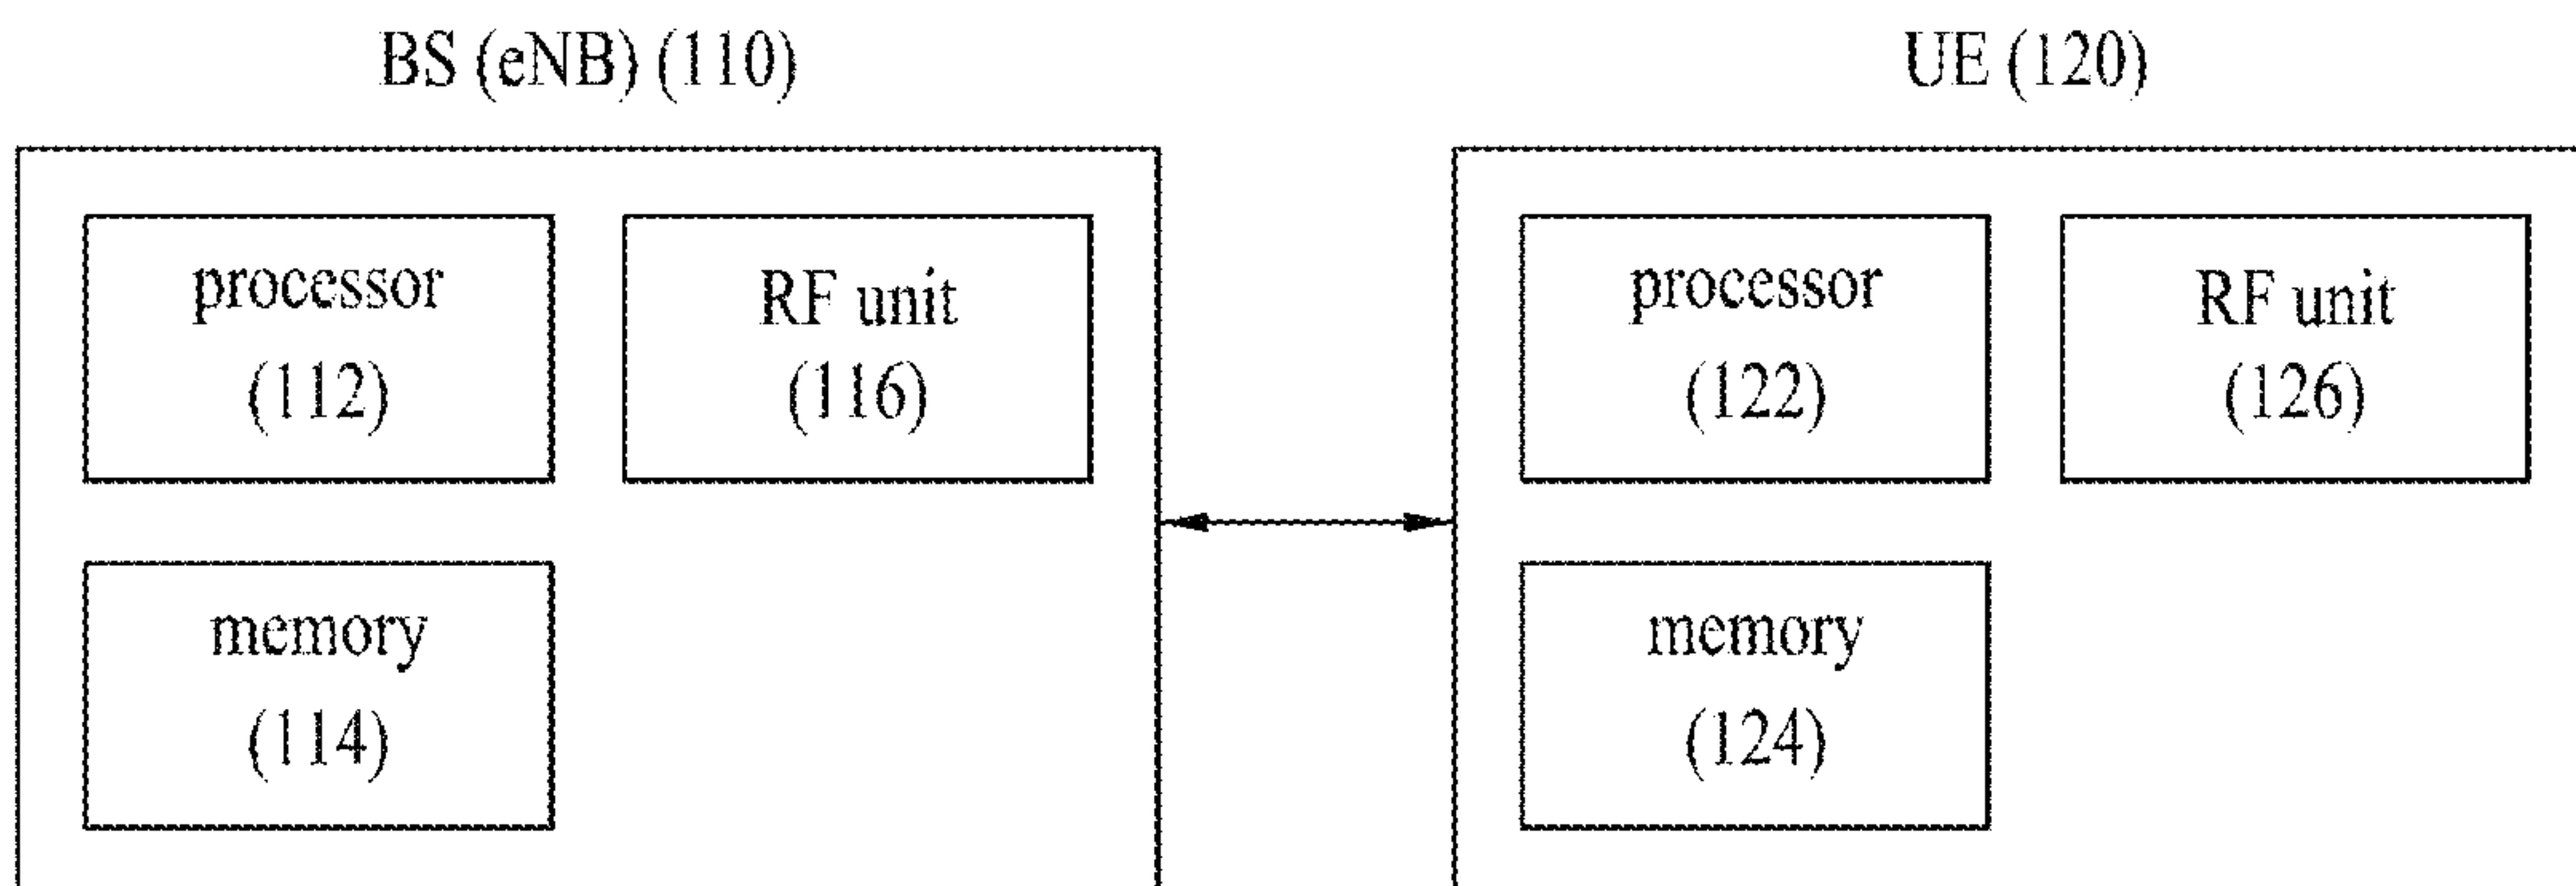 BS (eNB) (110)
processor
(112)
RF unit
(116)
memory
(114)
UE (120)
processor
(122)
RF unit
(126)
memory
(124)